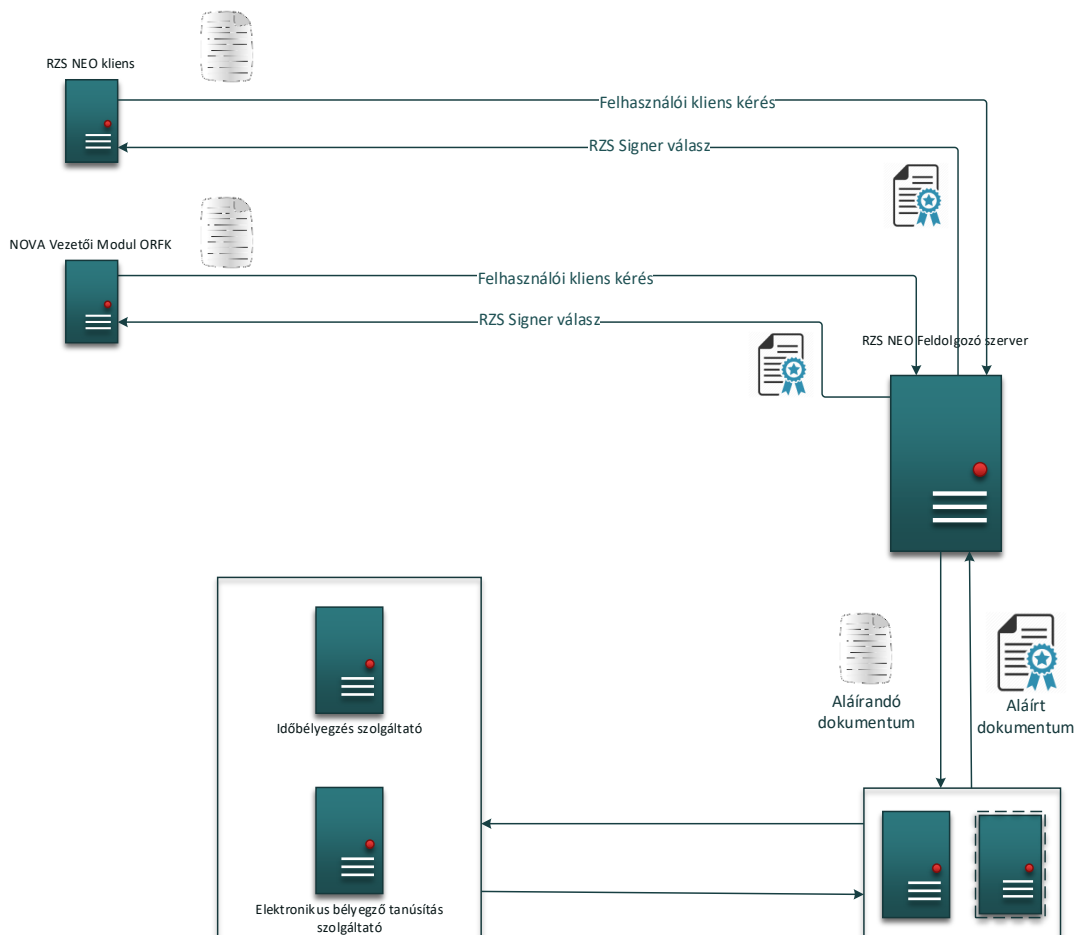 RZS NEO kliens
Felhasználói kliens kérés
RZS Signer válasz
NOVA Vezetői Modul ORFK
Felhasználói kliens kérés
RZS Signer válasz
RZS NEO Feldolgozó szerver
Aláírandó
dokumentum
Aláírt
dokumentum
Időbélyegzés szolgáltató
Elektronikus bélyegző tanúsítás
szolgáltató